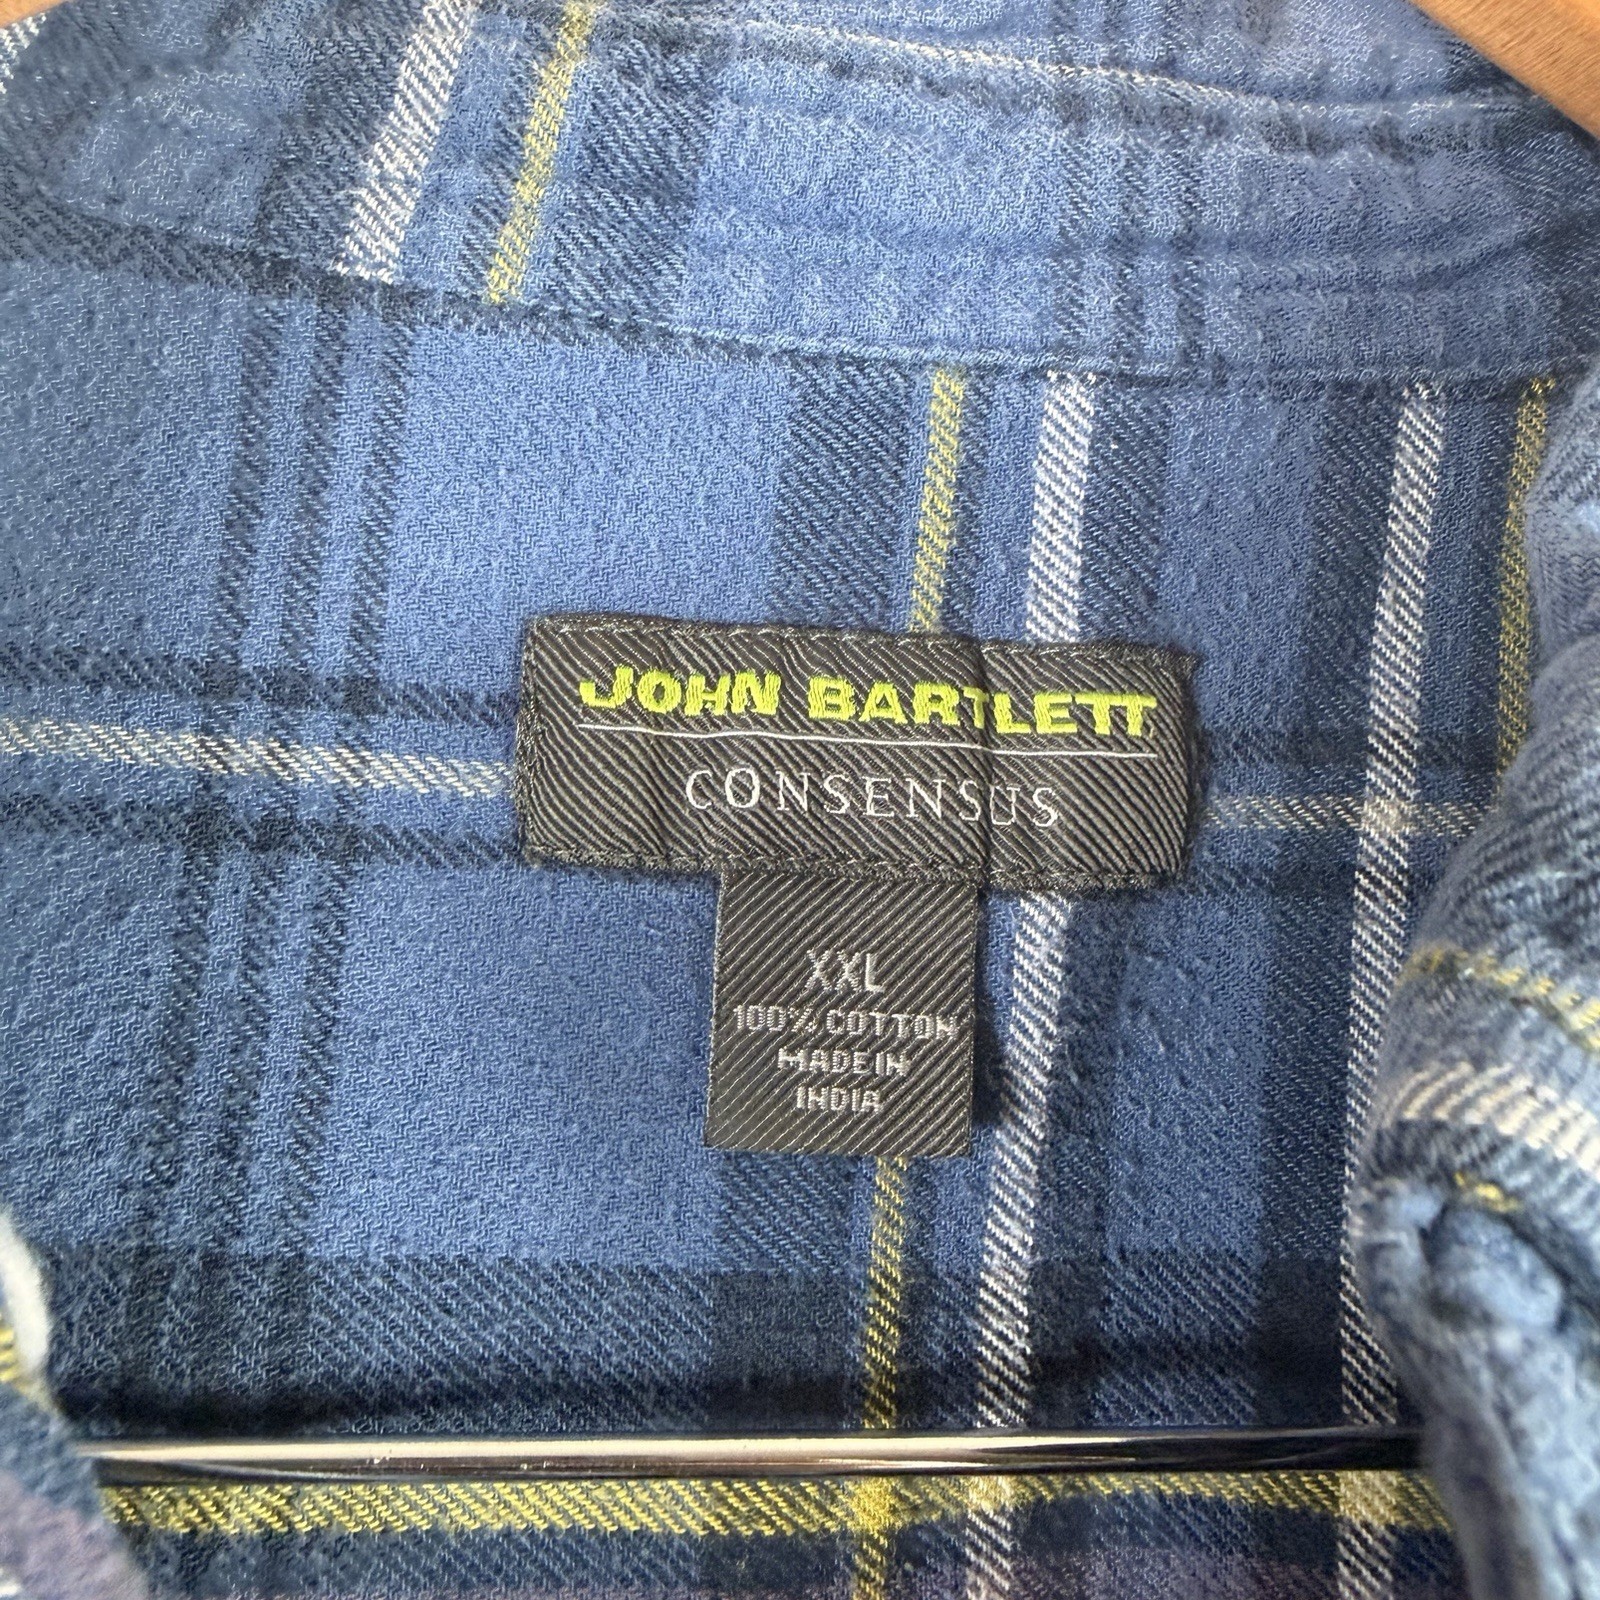 JOHN BARTLETT
CONSENSUS
XXL
100% COTTON
MADE IN
INDIA